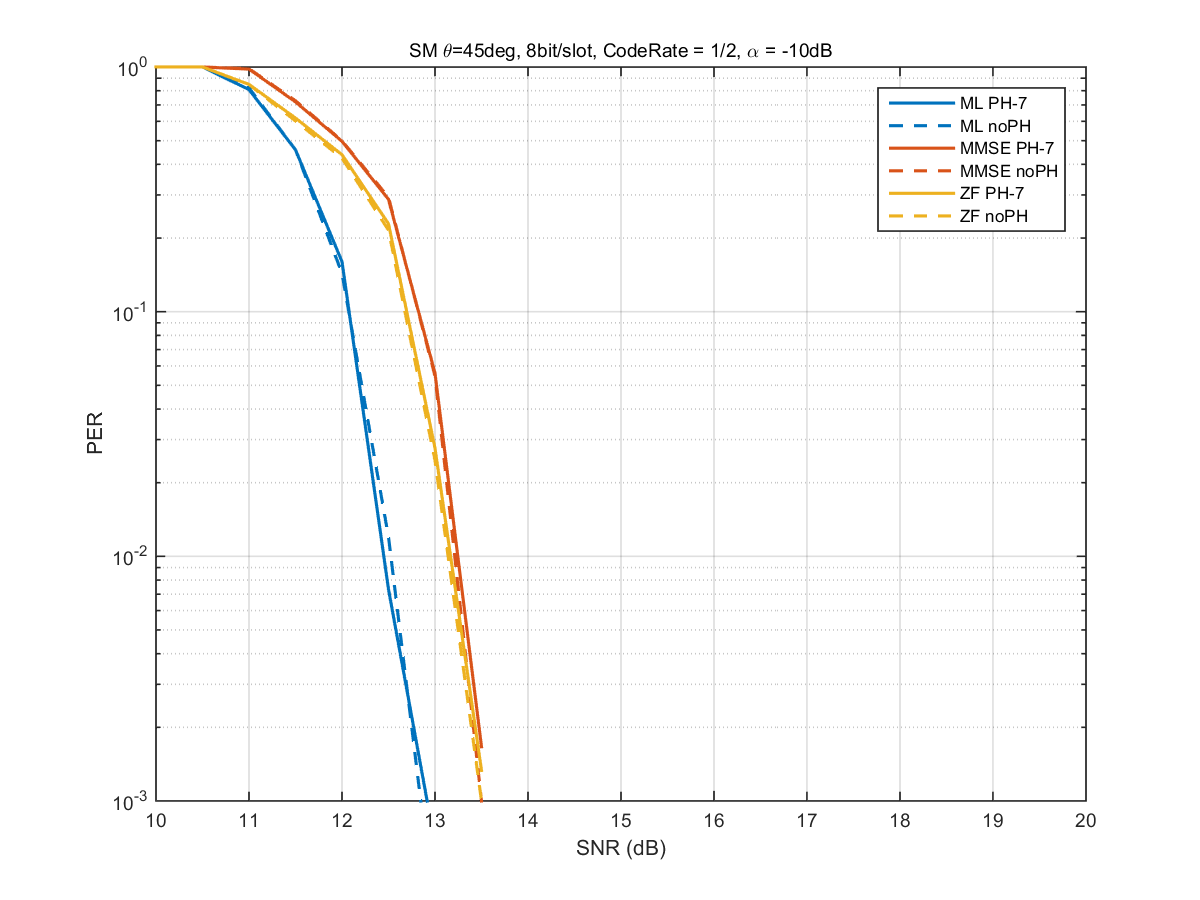 SM θ=45deg, 8bit/slot, CodeRate = 1/2, α = -10dB
10^0
10^-1
10^-2
10^-3
PER
ML PH-7
ML noPH
MMSE PH-7
MMSE noPH
ZF PH-7
ZF noPH
10 11 12 13 14 15 16 17 18 19 20
SNR (dB)